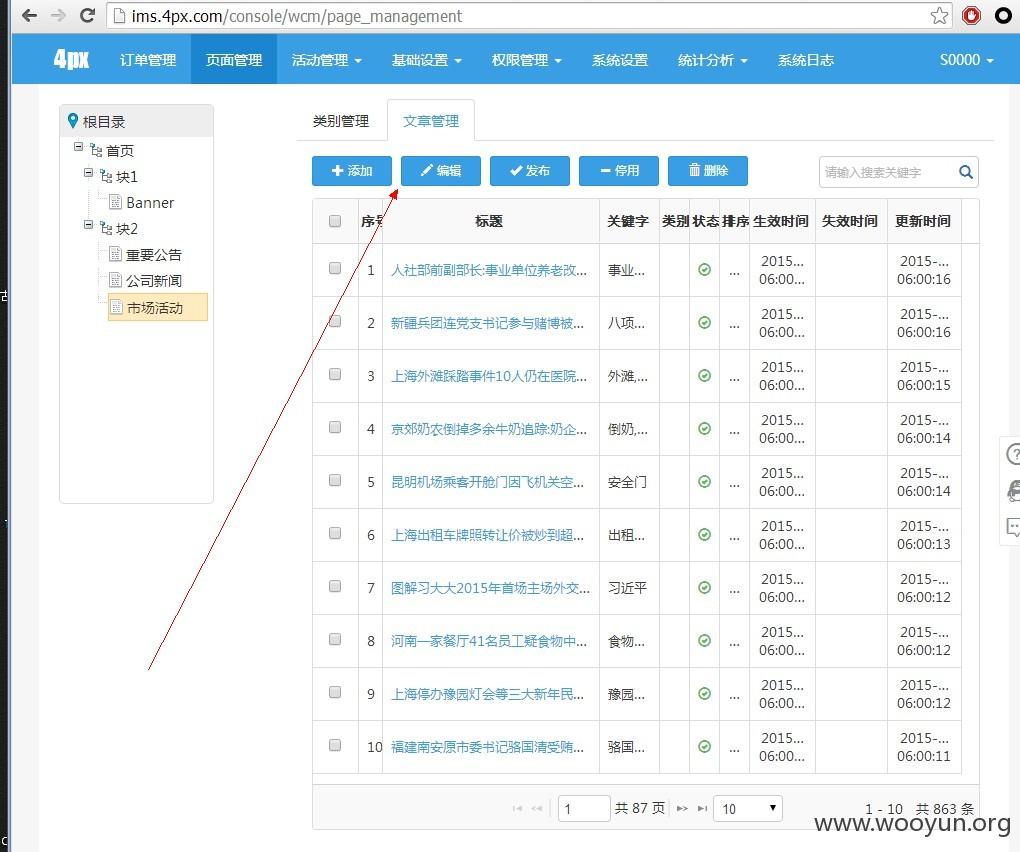 ims.4px.com/console/wcm/page_management
4px 订单管理 页面管理 活动管理 基础设置 权限管理 系统设置 统计分析 系统日志 S0000
根目录
首页
块1
Banner
块2
重要公告
公司新闻
市场活动
类别管理 文章管理
添加 编辑 发布 停用 删除 请输入搜索关键字
序号 标题 关键字 类别 状态 排序 生效时间 失效时间 更新时间
1 人社部前副部长:事业单位养老改... 事业... ... 2015... 06:00... 2015-... 06:00:16
2 新疆兵团连党支书记参与赌博被... 八项... ... 2015... 06:00... 2015-... 06:00:16
3 上海外滩踩踏事件10人仍在医院... 外滩,... ... 2015... 06:00... 2015-... 06:00:15
4 京郊奶农倒掉多余牛奶追踪:奶企... 倒奶,... ... 2015... 06:00... 2015-... 06:00:14
5 昆明机场乘客开舱门因飞机关空... 安全门 ... 2015... 06:00... 2015-... 06:00:14
6 上海出租车牌照转让价被炒到超... 出租... ... 2015... 06:00... 2015-... 06:00:13
7 图解习大大2015年首场主场外交... 习近平 ... 2015... 06:00... 2015-... 06:00:12
8 河南一家餐厅41名员工疑食物中... 食物... ... 2015... 06:00... 2015-... 06:00:12
9 上海停办豫园灯会等三大新年民... 豫园... ... 2015... 06:00... 2015-... 06:00:12
10 福建南安原市委书记骆国清受贿... 骆国... ... 2015... 06:00... 2015-... 06:00:11
1 共 87 页 10 1 - 10 共 863 条
www.wooyun.org